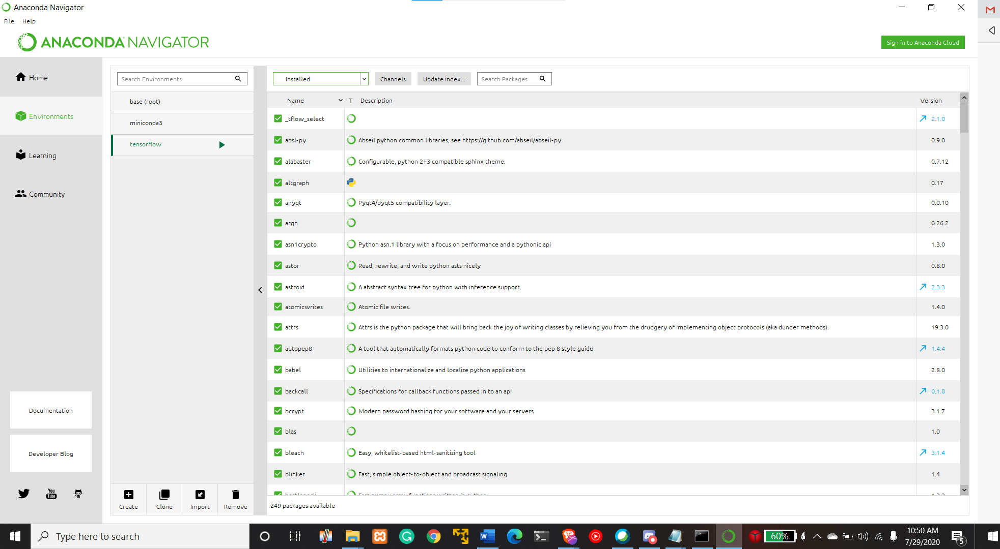 Anaconda Navigator
File Help
ANACONDA NAVIGATOR
Sign in to Anaconda Cloud
Home
Environments
Learning
Community
Documentation
Developer Blog
You Tube
Search Environments
base (root)
miniconda3
tensorflow
Create Clone Import Remove
Installed Channels Update index... Search Packages
Name T Description Version
_tflow_select 2.1.0
absl-py Abseil python common libraries, see https://github.com/abseil/abseil-py. 0.9.0
alabaster Configurable, python 2+3 compatible sphinx theme. 0.7.12
altgraph 0.17
anyqt Pyqt4/pyqt5 compatibility layer. 0.0.10
argh 0.26.2
asn1crypto Python asn.1 library with a focus on performance and a pythonic api 1.3.0
astor Read, rewrite, and write python asts nicely 0.8.0
astroid A abstract syntax tree for python with inference support. 2.3.3
atomicwrites Atomic file writes. 1.4.0
attrs Attrs is the python package that will bring back the joy of writing classes by relieving you from the drudgery of implementing object protocols (aka dunder methods). 19.3.0
autopep8 A tool that automatically formats python code to conform to the pep 8 style guide 1.4.4
babel Utilities to internationalize and localize python applications 2.8.0
backcall Specifications for callback functions passed in to an api 0.1.0
bcrypt Modern password hashing for your software and your servers 3.1.7
blas 1.0
bleach Easy, whitelist-based html-sanitizing tool 3.1.4
blinker Fast, simple object-to-object and broadcast signaling 1.4
249 packages available
Type here to search
60%
10:50 AM
7/29/2020
5